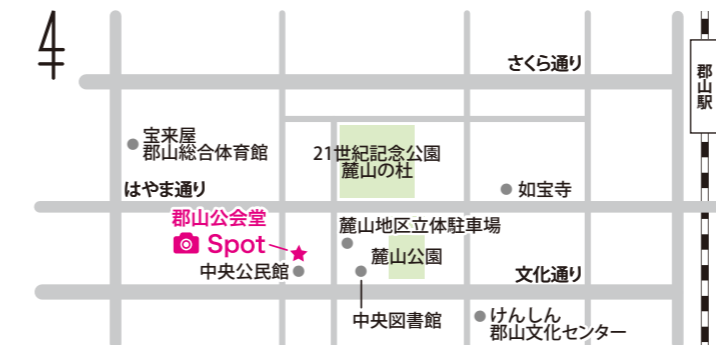 さくら通り
郡山駅
宝来屋
郡山総合体育館
21世紀記念公園
麓山の杜
はやま通り
如宝寺
郡山公会堂
Spot
麓山地区立体駐車場
中央公民館
麓山公園
文化通り
中央図書館
けんしん
郡山文化センター